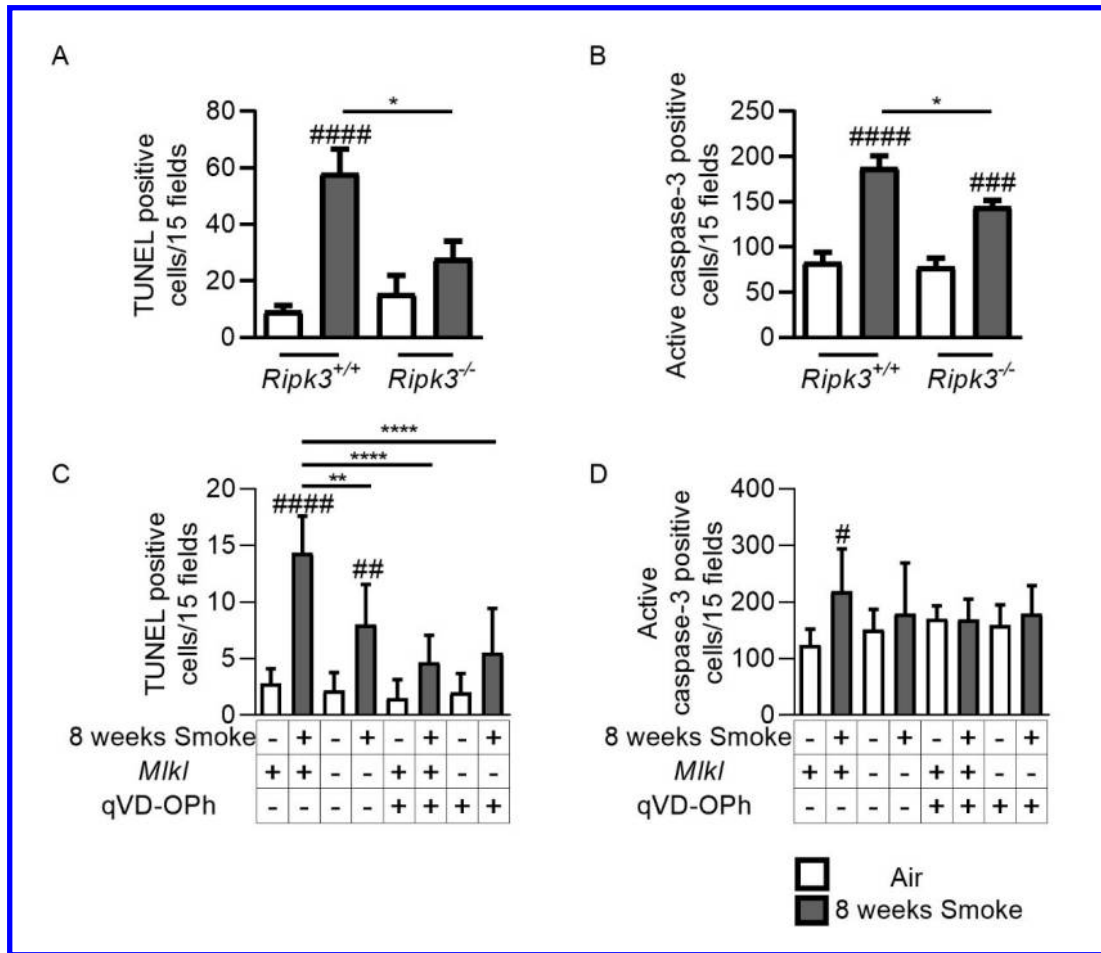 A
TUNEL positive
cells/15 fields
80
60
40
20
0
####
*
Ripk3+/+
Ripk3-/-
B
Active caspase-3 positive
cells/15 fields
250
200
150
100
50
0
####
*
###
Ripk3+/+
Ripk3-/-
C
TUNEL positive
cells/15 fields
20
15
10
5
0
****
****
**
####
##
8 weeks Smoke - + - + - + - +
Mlkl + + - - + + - -
qVD-OPh - - - - + + + +
D
Active
caspase-3 positive
cells/15 fields
400
300
200
100
0
#
8 weeks Smoke - + - + - + - +
Mlkl + + - - + + - -
qVD-OPh - - - - + + + +
Air
8 weeks Smoke